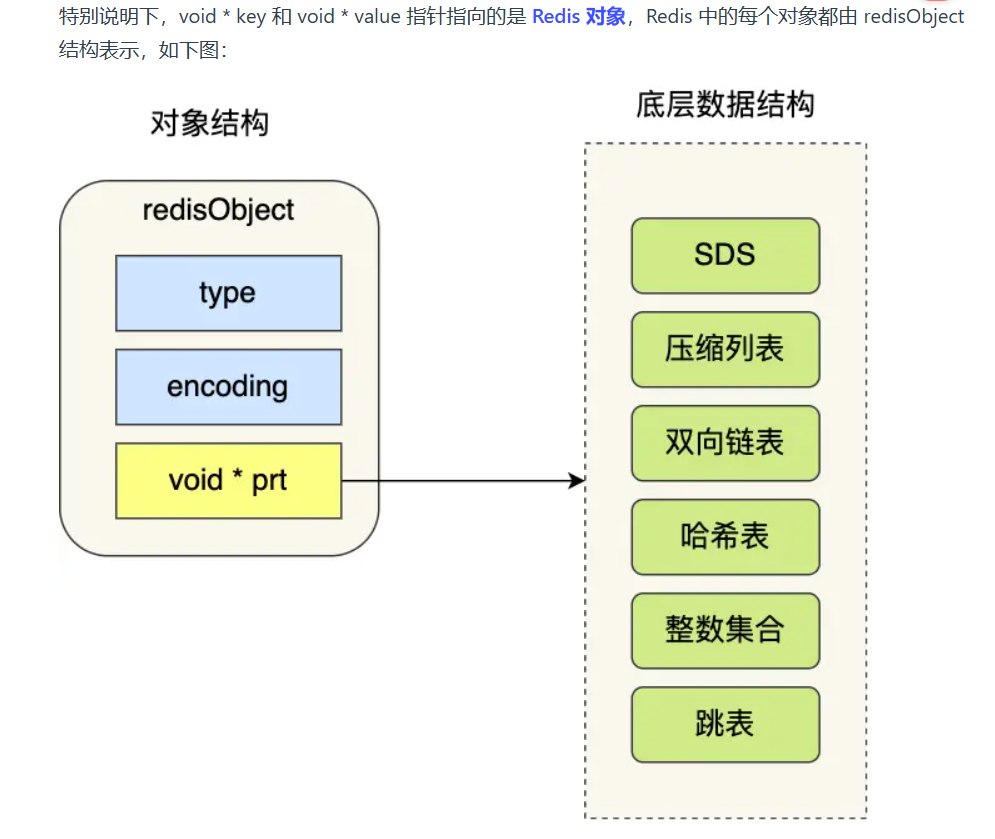 特别说明下，void * key 和 void * value 指针指向的是 Redis 对象，Redis 中的每个对象都由 redisObject
结构表示，如下图：
对象结构
底层数据结构
redisObject
type
encoding
void * prt
SDS
压缩列表
双向链表
哈希表
整数集合
跳表